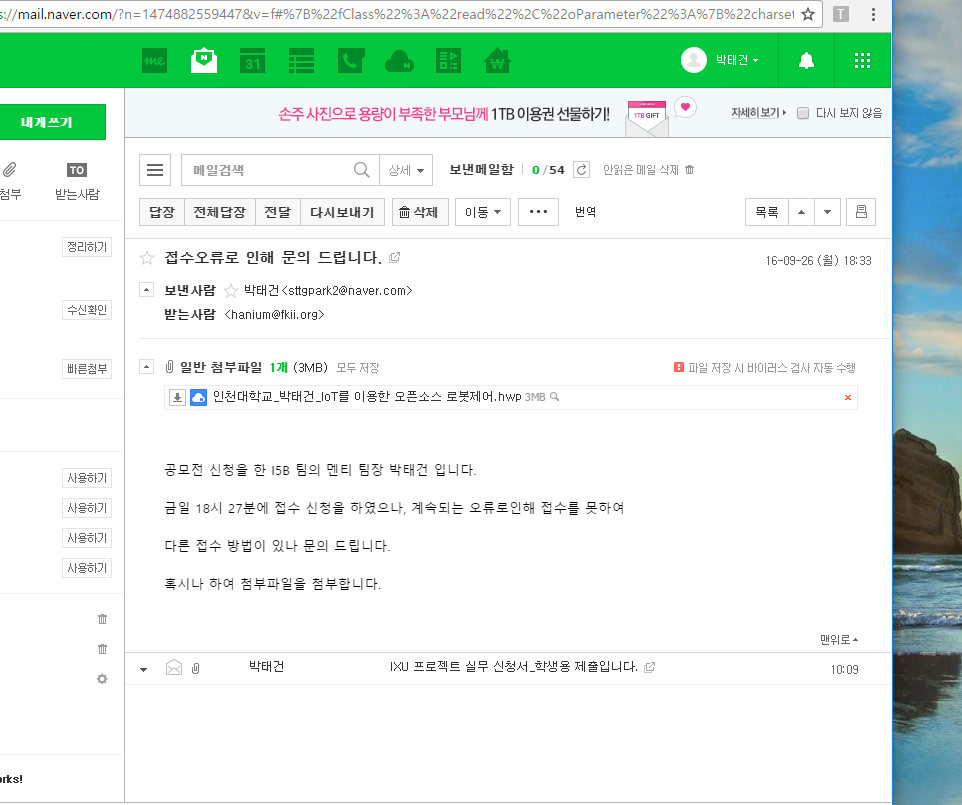 s://mail.naver.com/?n=1474882559447&v=f#%7B%22fClass%22%3A%22read%22%2C%22oParameter%22%3A%7B%22charset
T
me
N
31
N
W
박태건
내게쓰기
손주 사진으로 용량이 부족한 부모님께 1TB 이용권 선물하기!
1TB GIFT
자세히보기
다시 보지 않음
첨부
TO
받는사람
메일검색
상세
보낸메일함
0/54
안읽은 메일 삭제
답장
전체답장
전달
다시보내기
삭제
이동
번역
목록
정리하기
수신확인
빠른첨부
사용하기
사용하기
사용하기
사용하기
orks!
접수오류로 인해 문의 드립니다.
16-09-26 (월) 18:33
보낸사람 박태건<sttgpark2@naver.com>
받는사람 <hanium@fkii.org>
일반 첨부파일 1개 (3MB) 모두 저장
파일 저장 시 바이러스 검사 자동 수행
인천대학교_박태건_IoT를 이용한 오픈소스 로봇제어.hwp 3MB
공모전 신청을 한 ISB 팀의 멘티 팀장 박태건 입니다.
금일 18시 27분에 접수 신청을 하였으나, 계속되는 오류로인해 접수를 못하여
다른 접수 방법이 있나 문의 드립니다.
혹시나 하여 첨부파일을 첨부합니다.
맨위로
박태건
IXU 프로젝트 실무 신청서_학생용 제출입니다.
10:09